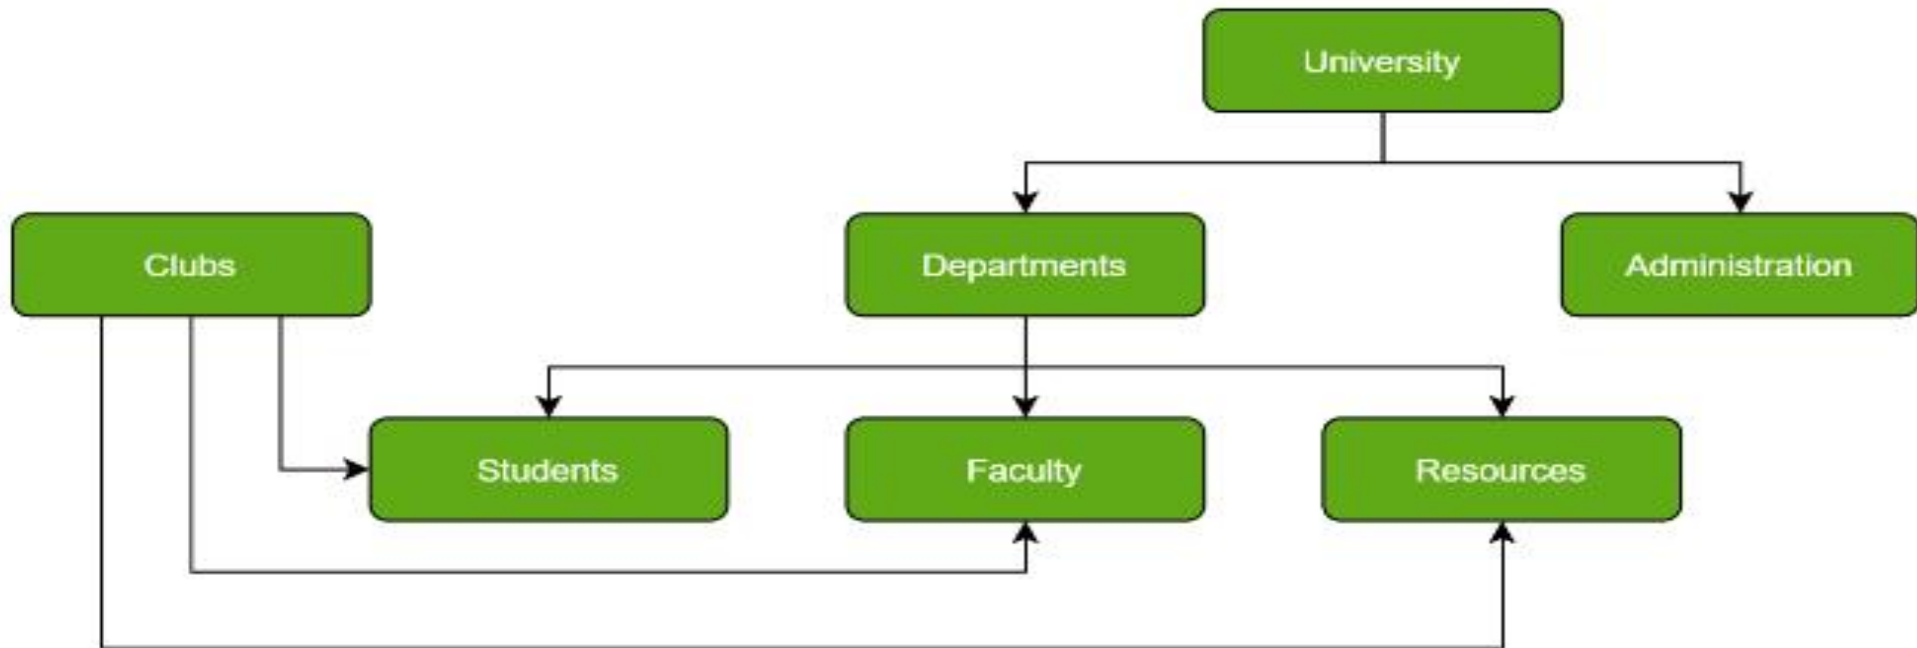 University
Clubs
Departments
Administration
Students
Faculty
Resources